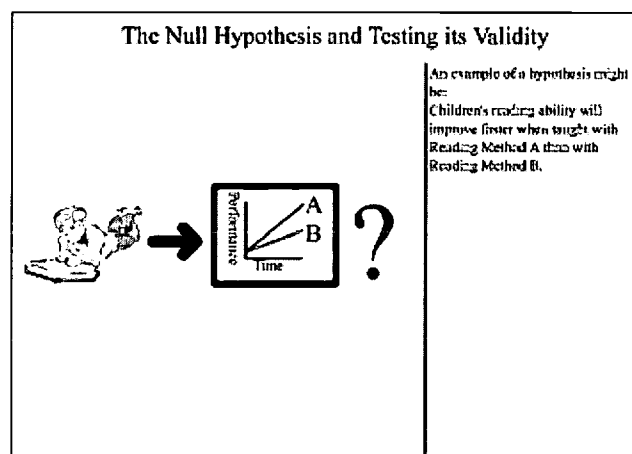 The Null Hypothesis and Testing its Validity
An example of a hypothesis might
be:
Children's reading ability will
improve faster when taught with
Reading Method A than with
Reading Method B.
Performance
A
B
Time
?